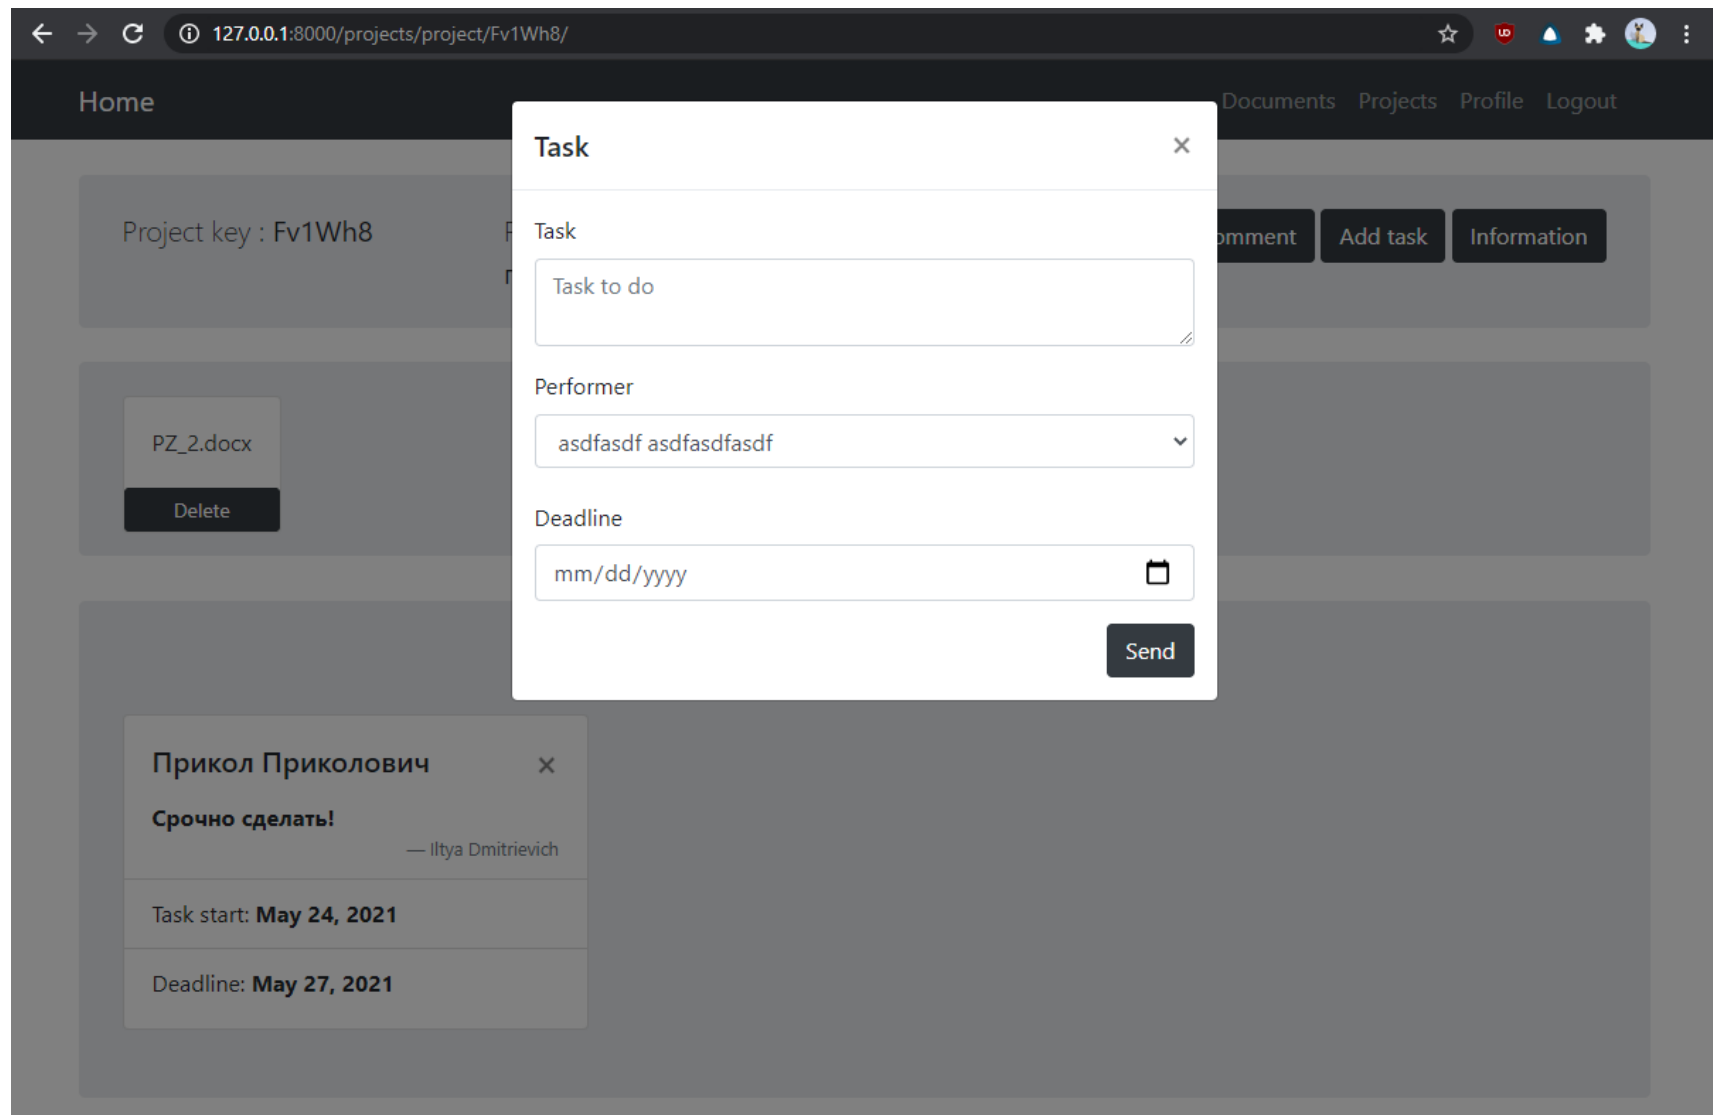 127.0.0.1:8000/projects/project/Fv1Wh8/
Home
Documents Projects Profile Logout
Task
×
Project key : Fv1Wh8
Add task
Information
Task
Task to do
Performer
asdfasdf asdfasdfasdf
Deadline
mm/dd/yyyy
Send
PZ_2.docx
Delete
Прикол Приколович
×
Срочно сделать!
— Iltya Dmitrievich
Task start: May 24, 2021
Deadline: May 27, 2021